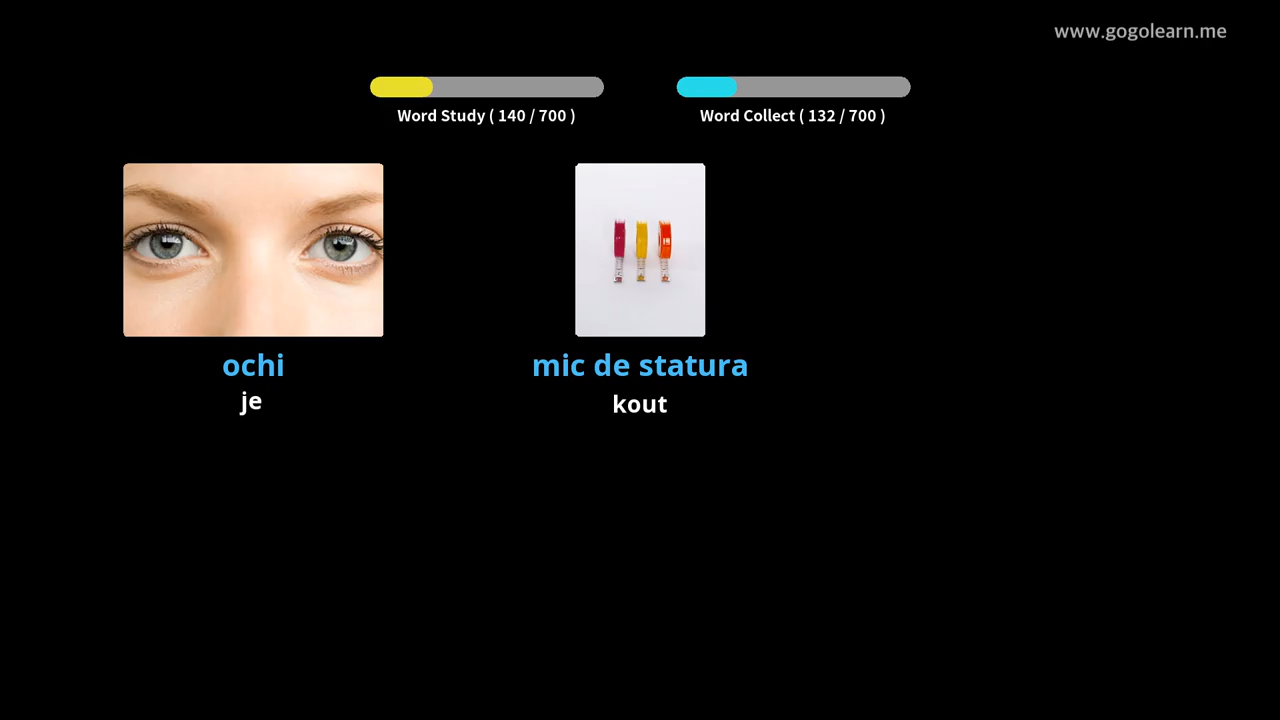 www.gogolearn.me
Word Study ( 140 / 700 )
Word Collect ( 132 / 700 )
ochi
je
mic de statura
kout